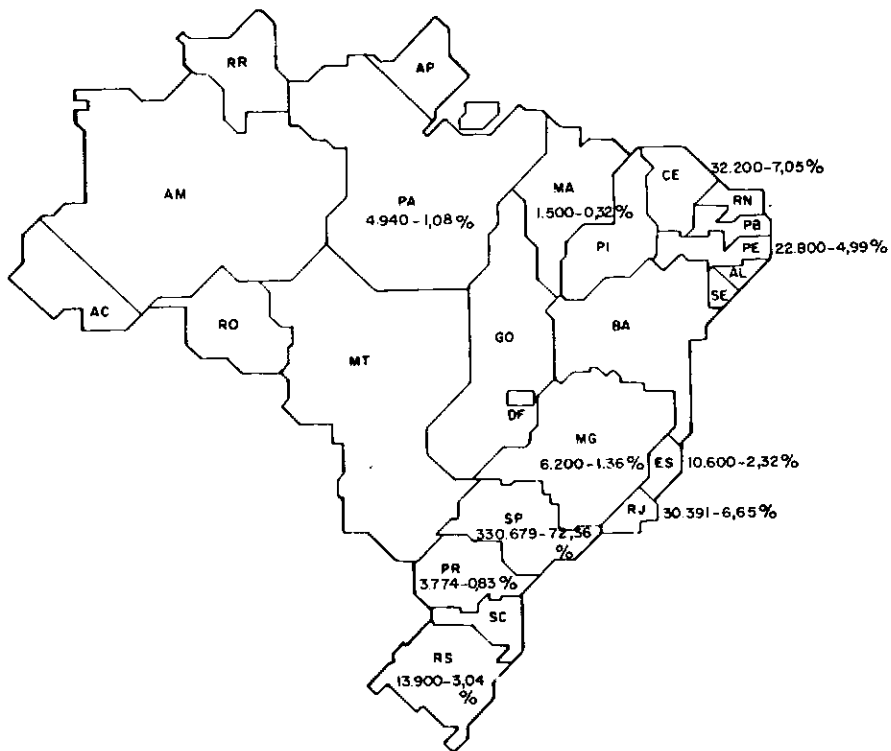 RR
AP
AM
PA
4.940-1,08%
MA
1.500-0,32%
CE
32.200-7,05%
RN
PB
PI
PE
22.800-4,99%
AL
SE
AC
RO
MT
GO
BA
DF
MG
6.200-1.36%
ES
10.600-2,32%
RJ
30.391-6,65%
SP
330.679-72,36
%
PR
3.774-0,83%
SC
RS
13.900-3,04
%